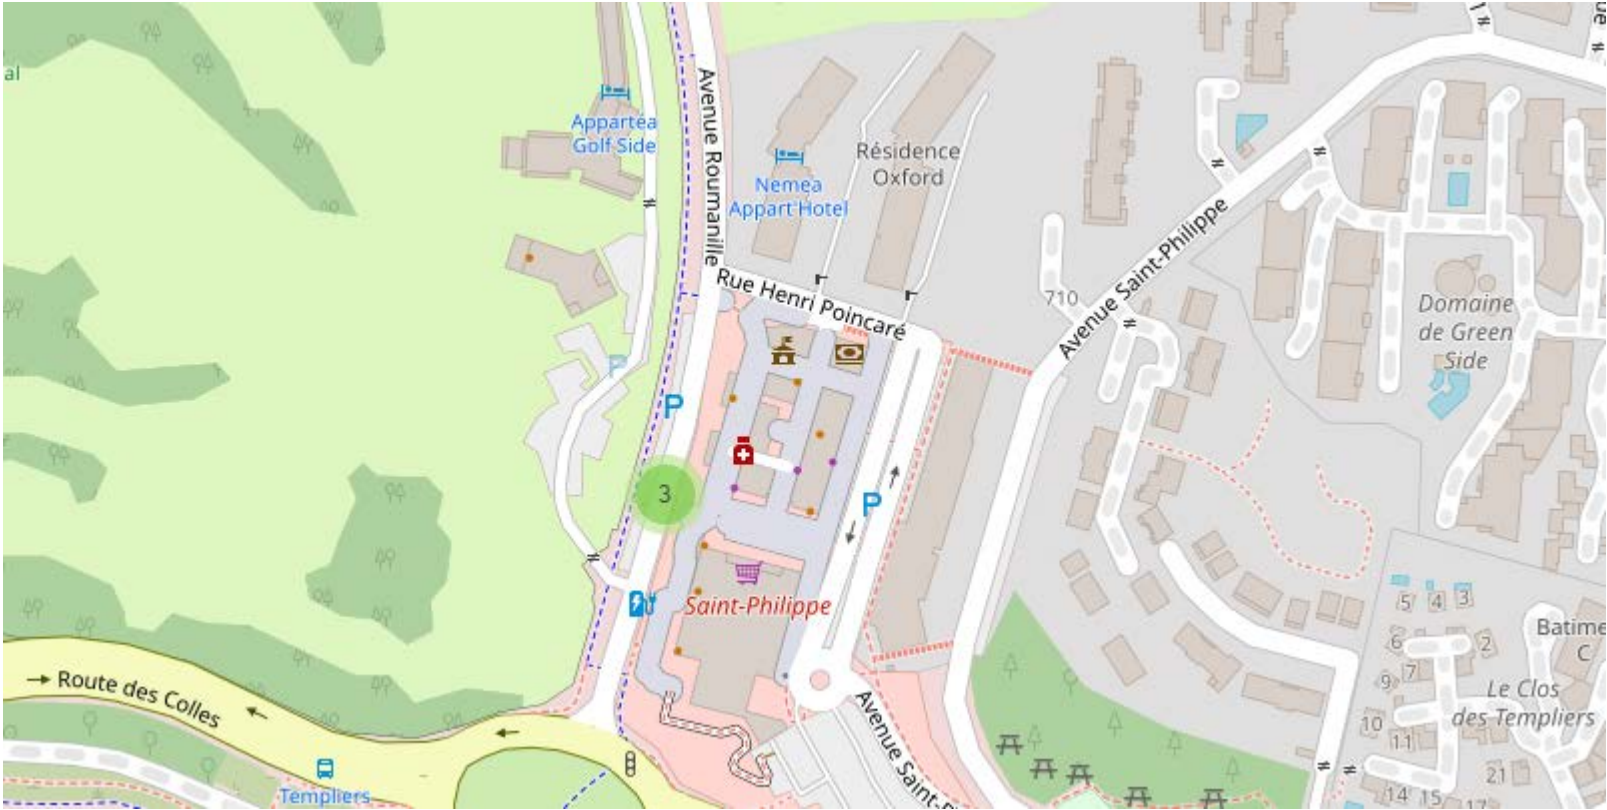 al
Appartéa
Golf Side
Avenue Roumanille
Nemea
Appart'Hotel
Résidence
Oxford
Rue Henri Poincaré
710
Avenue Saint-Philippe
Domaine
de Green
Side
P
P
P
3
Saint-Philippe
Route des Colles
Templiers
Avenue Saint-P
5
4
3
6
2
7
9
10
11
14
15
17
21
Batime
C
Le Clos
des Templiers